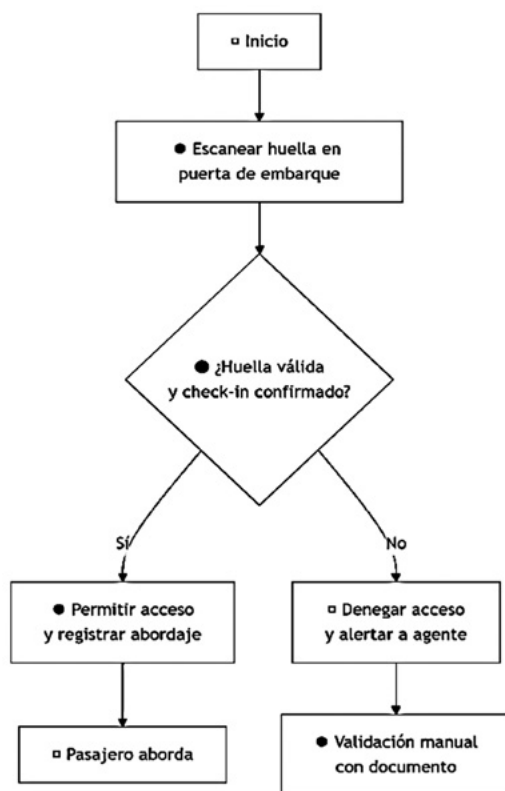 ▫ Inicio
● Escanear huella en
puerta de embarque
● ¿Huella válida
y check-in confirmado?
Sí
No
● Permitir acceso
y registrar abordaje
▫ Denegar acceso
y alertar a agente
▫ Pasajero aborda
● Validación manual
con documento